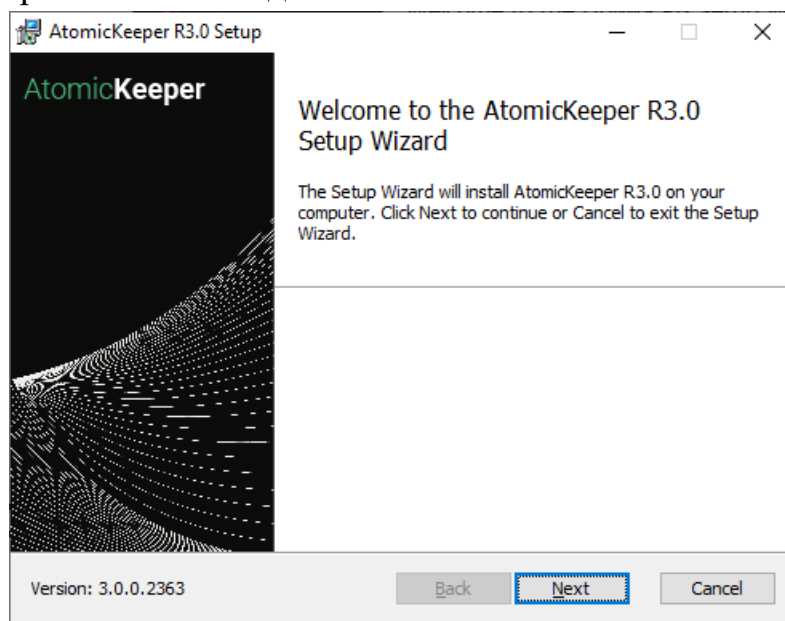 AtomicKeeper R3.0 Setup
AtomicKeeper
Welcome to the AtomicKeeper R3.0
Setup Wizard
The Setup Wizard will install AtomicKeeper R3.0 on your
computer. Click Next to continue or Cancel to exit the Setup
Wizard.
Version: 3.0.0.2363
Back
Next
Cancel